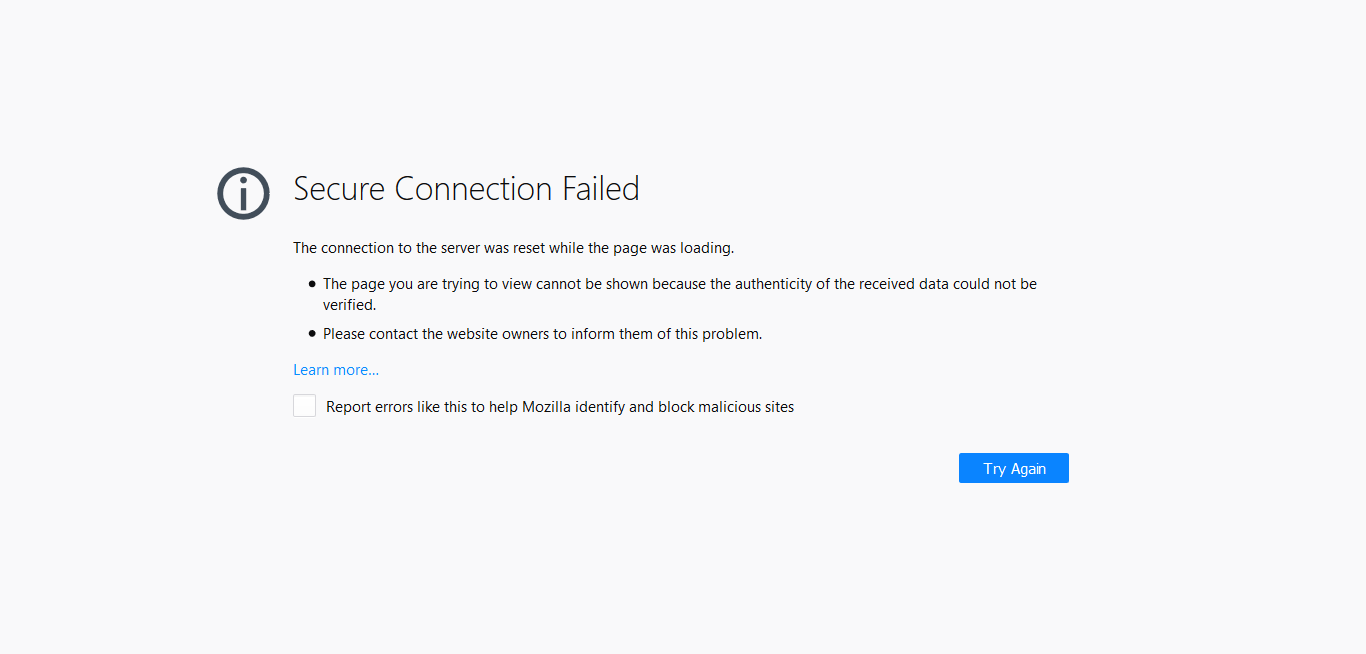 Secure Connection Failed
The connection to the server was reset while the page was loading.
The page you are trying to view cannot be shown because the authenticity of the received data could not be
verified.
Please contact the website owners to inform them of this problem.
Learn more...
Report errors like this to help Mozilla identify and block malicious sites
Try Again